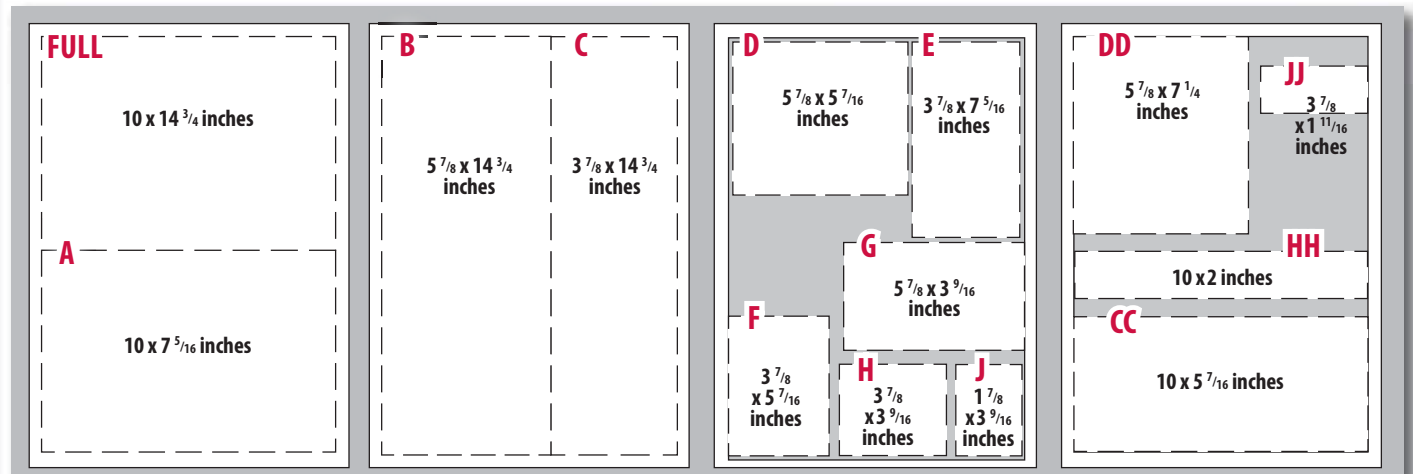 FULL
10 x 14 3/4 inches
A
10 x 7 5/16 inches
B
5 7/8 x 14 3/4
inches
C
3 7/8 x 14 3/4
inches
D
5 7/8 x 5 7/16
inches
E
3 7/8 x 7 5/16
inches
G
5 7/8 x 3 9/16
inches
F
3 7/8
x 5 7/16
inches
H
3 7/8
x 3 9/16
inches
J
1 7/8
x 3 9/16
inches
DD
5 7/8 x 7 1/4
inches
JJ
3 7/8
x 1 11/16
inches
HH
10 x 2 inches
CC
10 x 5 7/16 inches